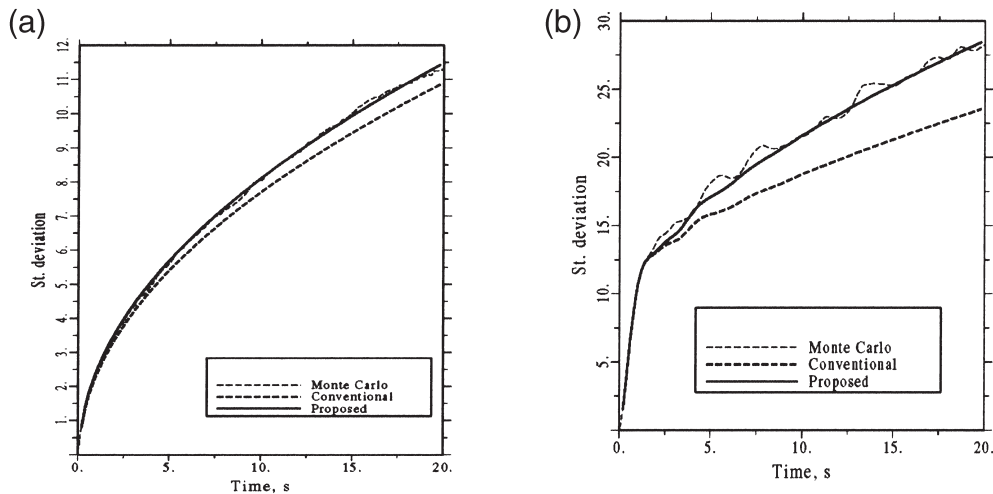 (a)
12.
11.
10.
9.
8.
7.
6.
5.
4.
3.
2.
1.
St. deviation
Monte Carlo
Conventional
Proposed
0.
5.
10.
15.
20.
Time, s
(b)
30.
25.
20.
15.
10.
5.
St. deviation
Monte Carlo
Conventional
Proposed
0.
5.
10.
15.
20.
Time, s